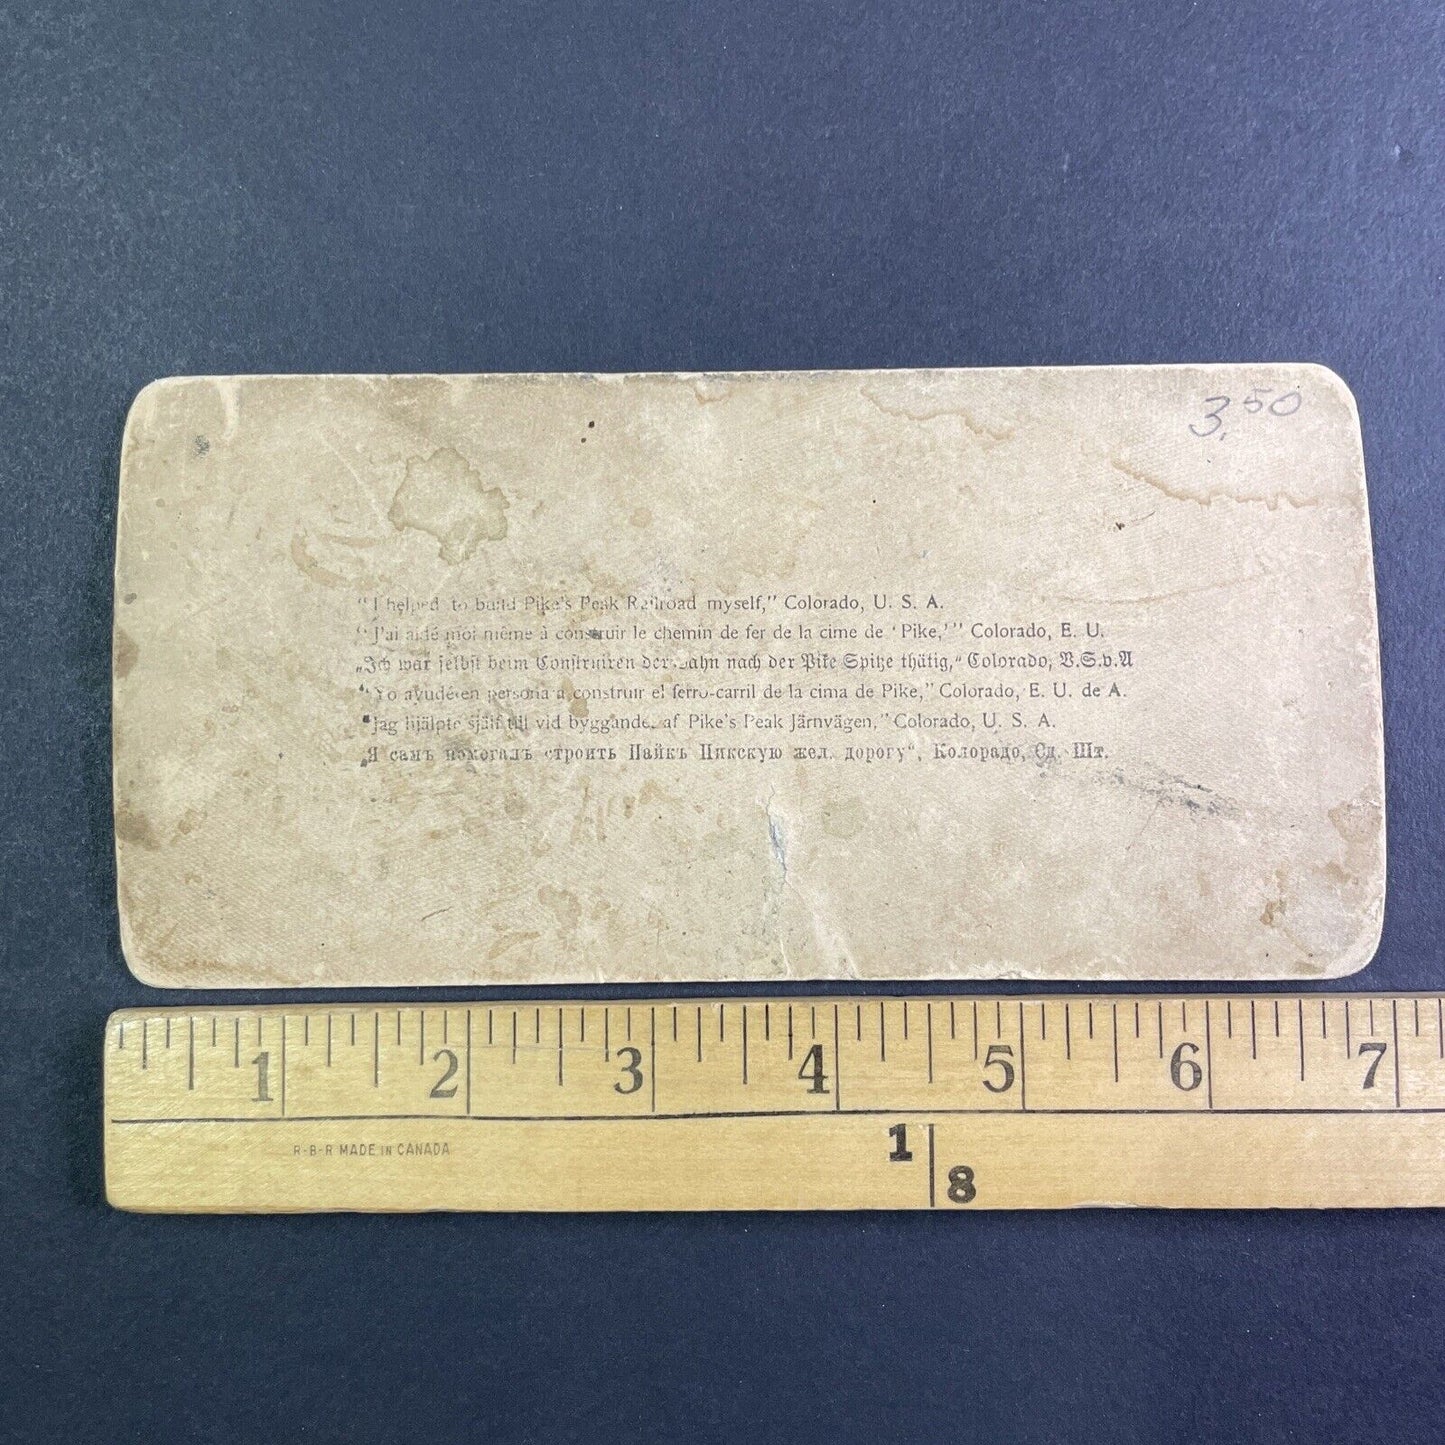 3.50
"I helped to build Pike's Peak Railroad myself," Colorado, U. S. A.
"J'ai aidé moi même à construir le chemin de fer de la cime de 'Pike,'" Colorado, E. U.
„Ich war selbst beim Construiren der Bahn nach der Pike Spitze thätig," Colorado, V.S.v.A
"Yo ayudé en persona a construir el ferro-carril de la cima de Pike," Colorado, E. U. de A.
"jag hjälpte själf till vid byggande. af Pike's Peak Järnvägen," Colorado, U. S. A.
„Я самъ помогалъ строить Пайкъ Пикскую жел. дорогу", Колорадо, Сд. Шт.
1 2 3 4 5 6 7
R-B-R MADE IN CANADA
1
8